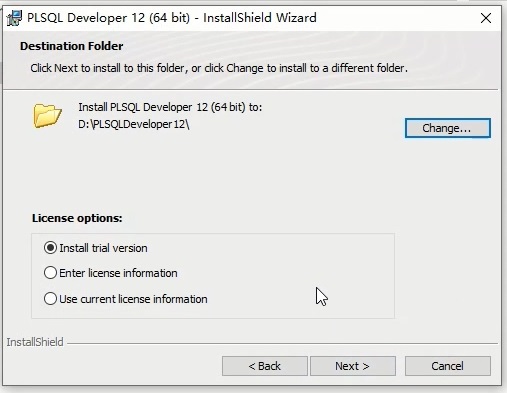 PLSQL Developer 12 (64 bit) - InstallShield Wizard
Destination Folder
Click Next to install to this folder, or click Change to install to a different folder.
Install PLSQL Developer 12 (64 bit) to:
D:\PLSQLDeveloper12\
Change...
License options:
Install trial version
Enter license information
Use current license information
InstallShield
< Back
Next >
Cancel